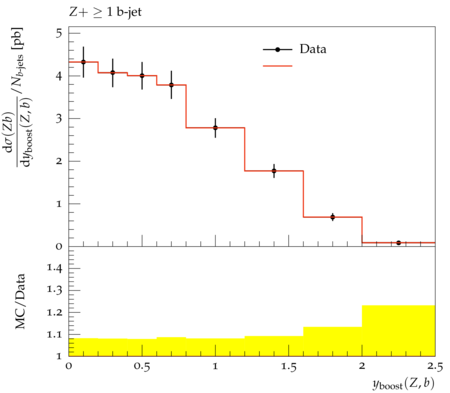 Z+ ≥ 1 b-jet
dσ(Zb)/dy_boost(Z, b) /N_b-jets [pb]
5
4
3
2
1
0
Data
MC/Data
1.4
1.3
1.2
1.1
1
0 0.5 1 1.5 2 2.5
y_boost(Z, b)